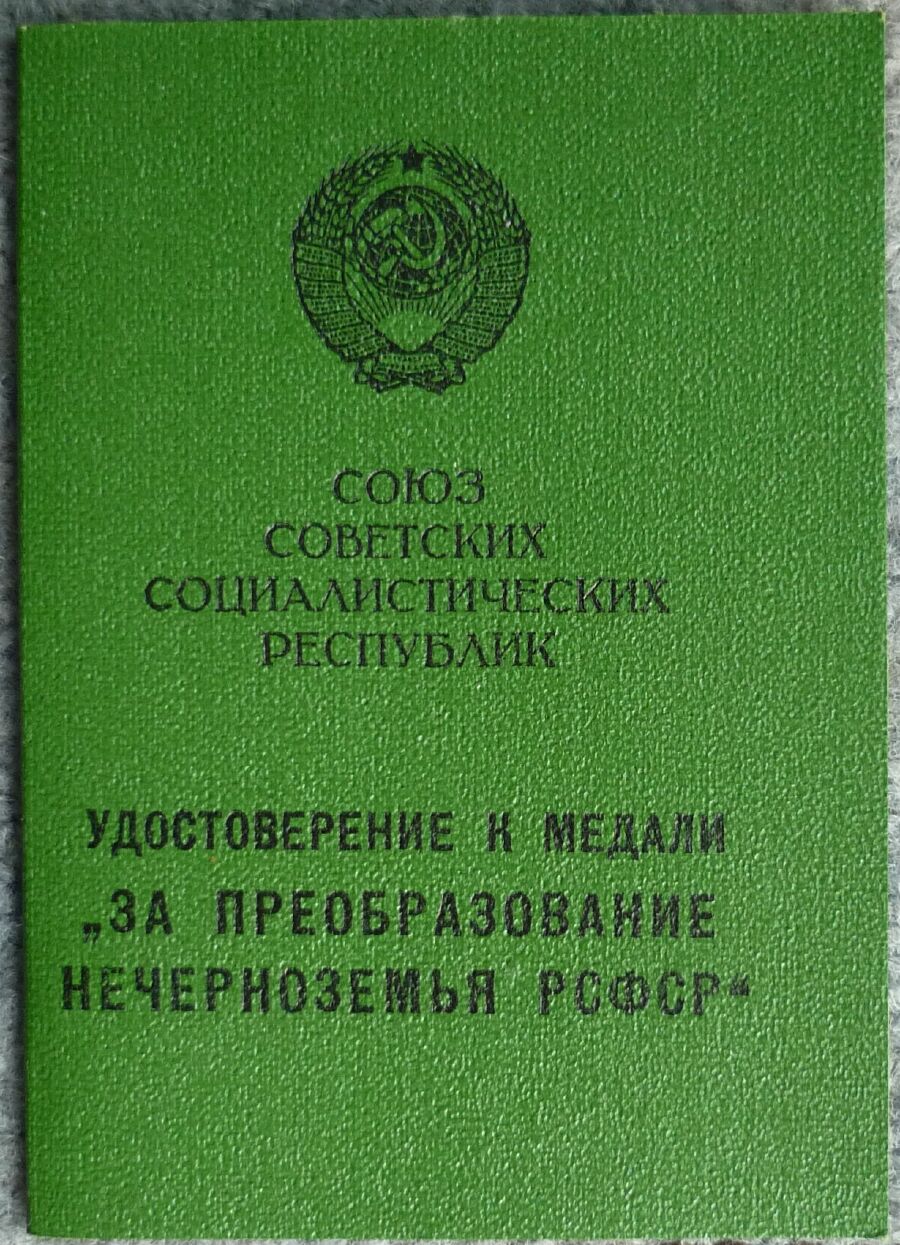 СОЮЗ
СОВЕТСКИХ
СОЦИАЛИСТИЧЕСКИХ
РЕСПУБЛИК
УДОСТОВЕРЕНИЕ К МЕДАЛИ
„ЗА ПРЕОБРАЗОВАНИЕ
НЕЧЕРНОЗЕМЬЯ РСФСР“